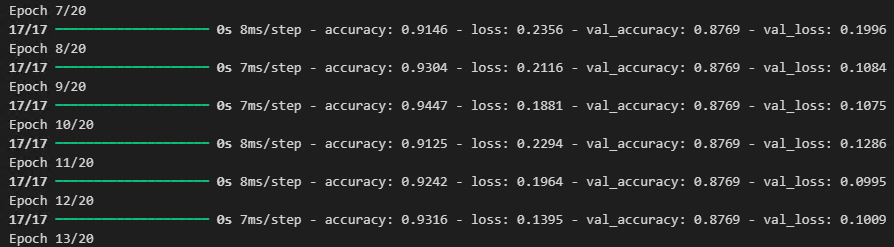 Epoch 7/20
17/17 ━━━━━━━━━━━━━━━━━━━━ 0s 8ms/step - accuracy: 0.9146 - loss: 0.2356 - val_accuracy: 0.8769 - val_loss: 0.1996
Epoch 8/20
17/17 ━━━━━━━━━━━━━━━━━━━━ 0s 7ms/step - accuracy: 0.9304 - loss: 0.2116 - val_accuracy: 0.8769 - val_loss: 0.1084
Epoch 9/20
17/17 ━━━━━━━━━━━━━━━━━━━━ 0s 7ms/step - accuracy: 0.9447 - loss: 0.1881 - val_accuracy: 0.8769 - val_loss: 0.1075
Epoch 10/20
17/17 ━━━━━━━━━━━━━━━━━━━━ 0s 8ms/step - accuracy: 0.9125 - loss: 0.2294 - val_accuracy: 0.8769 - val_loss: 0.1286
Epoch 11/20
17/17 ━━━━━━━━━━━━━━━━━━━━ 0s 8ms/step - accuracy: 0.9242 - loss: 0.1964 - val_accuracy: 0.8769 - val_loss: 0.0995
Epoch 12/20
17/17 ━━━━━━━━━━━━━━━━━━━━ 0s 7ms/step - accuracy: 0.9316 - loss: 0.1395 - val_accuracy: 0.8769 - val_loss: 0.1009
Epoch 13/20